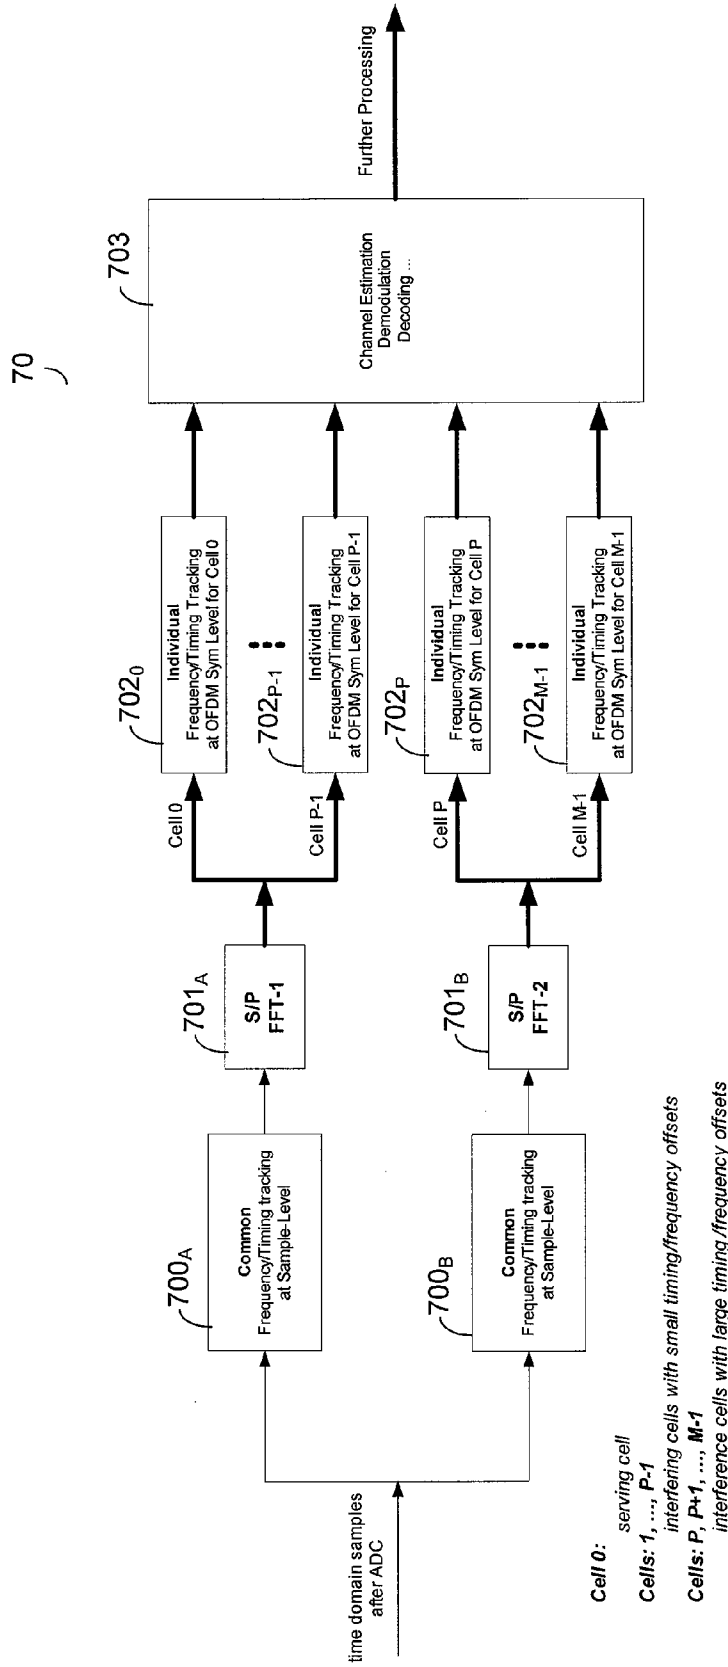 70
time domain samples
after ADC
700A
Common
Frequency/Timing tracking
at Sample-Level
700B
Common
Frequency/Timing tracking
at Sample-Level
701A
S/P
FFT-1
701B
S/P
FFT-2
Cell 0
Cell P-1
Cell P
Cell M-1
7020
Individual
Frequency/Timing Tracking
at OFDM Sym Level for Cell 0
702P-1
Individual
Frequency/Timing Tracking
at OFDM Sym Level for Cell P-1
702P
Individual
Frequency/Timing Tracking
at OFDM Sym Level for Cell P
702M-1
Individual
Frequency/Timing Tracking
at OFDM Sym Level for Cell M-1
703
Channel Estimation
Demodulation
Decoding ...
Further Processing
Cell 0:
serving cell
Cells: 1, ..., P-1
interfering cells with small timing/frequency offsets
Cells: P, P+1, ..., M-1
interference cells with large timing/frequency offsets